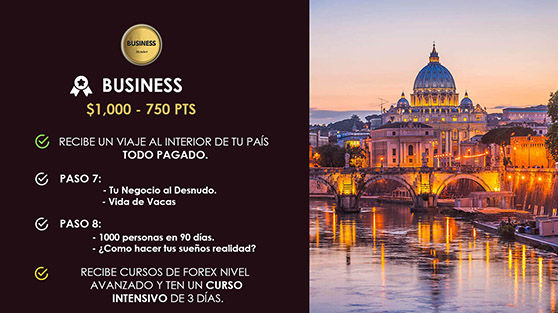 BUSINESS
BUSINESS
$1,000 - 750 PTS
RECIBE UN VIAJE AL INTERIOR DE TU PAÍS
TODO PAGADO.
PASO 7:
- Tu Negocio al Desnudo.
- Vida de Vacas
PASO 8:
- 1000 personas en 90 días.
- ¿Como hacer tus sueños realidad?
RECIBE CURSOS DE FOREX NIVEL
AVANZADO Y TEN UN CURSO
INTENSIVO DE 3 DÍAS.